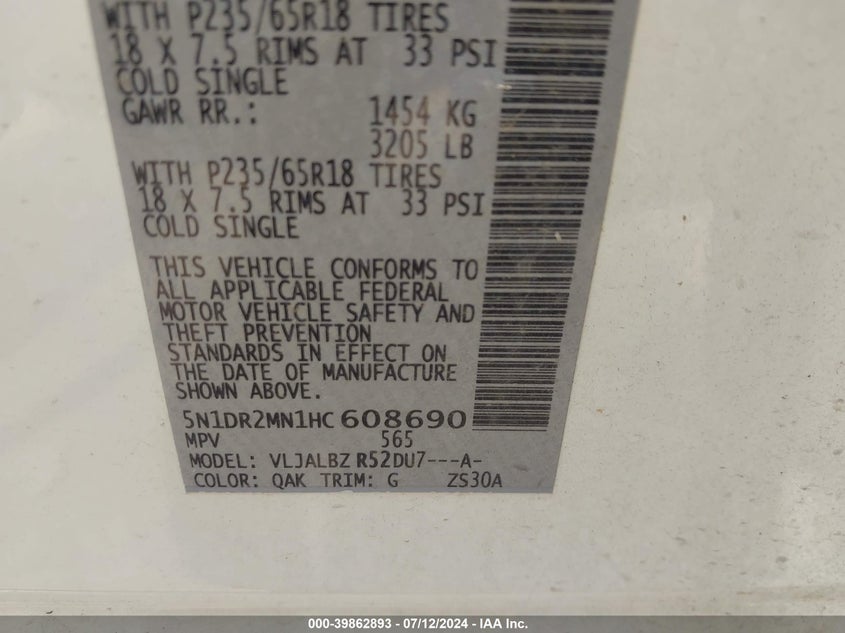 WITH P235/65R18 TIRES
18 X 7.5 RIMS AT 33 PSI
COLD SINGLE
GAWR RR.: 1454 KG
3205 LB
WITH P235/65R18 TIRES
18 X 7.5 RIMS AT 33 PSI
COLD SINGLE
THIS VEHICLE CONFORMS TO
ALL APPLICABLE FEDERAL
MOTOR VEHICLE SAFETY AND
THEFT PREVENTION
STANDARDS IN EFFECT ON
THE DATE OF MANUFACTURE
SHOWN ABOVE.
5N1DR2MN1HC 608690
MPV 565
MODEL: VLJALBZ R52DU7---A-
COLOR: QAK TRIM: G ZS30A
000-39862893 - 07/12/2024 - IAA Inc.